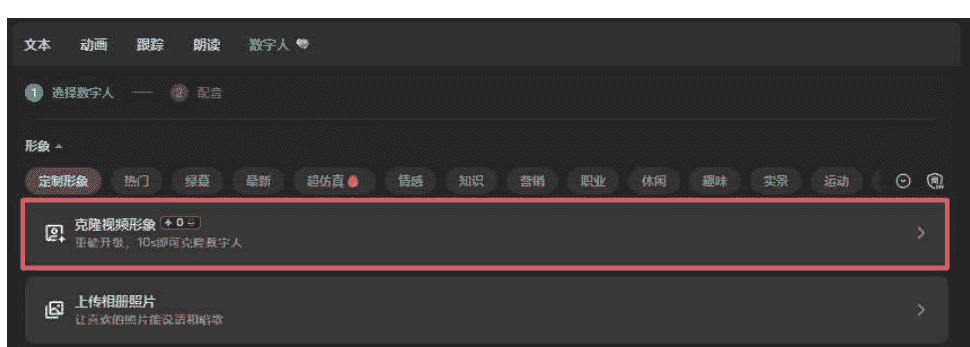 文本 动画 跟踪 朗读 数字人
1 选择数字人 2 配音
形象
定制形象 热门 绿幕 最新 超仿真 情感 知识 营销 职业 休闲 趣味 实景 运动
克隆视频形象 0
重磅升级，10s即可克隆数字人
上传相册照片
让喜欢的照片能说话和唱歌